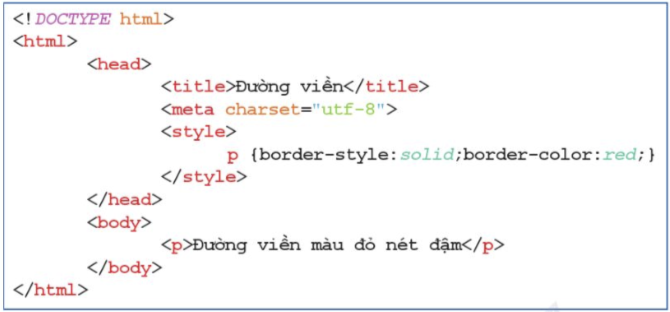 <!DOCTYPE html>
<html>
<head>
<title>Đường viền</title>
<meta charset="utf-8">
<style>
p {border-style:solid;border-color:red;}
</style>
</head>
<body>
<p>Đường viền màu đỏ nét đậm</p>
</body>
</html>